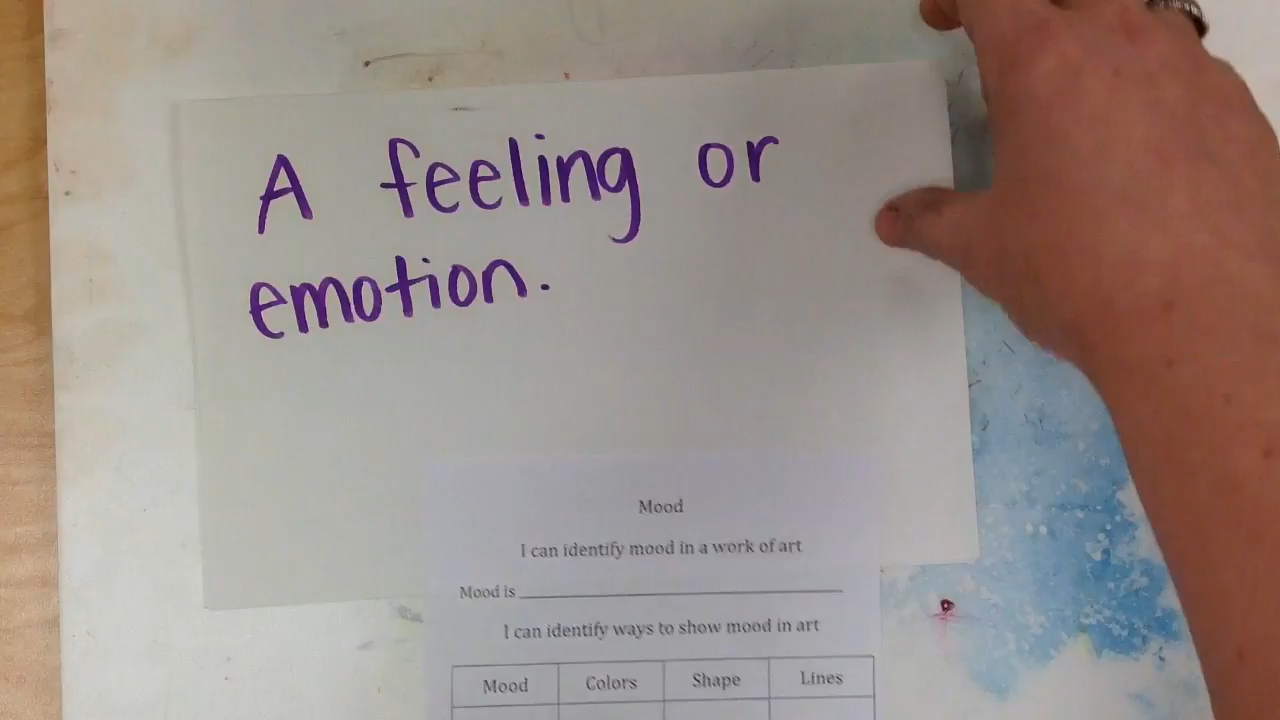 A feeling or
emotion.
Mood
I can identify mood in a work of art
Mood is ______________________________
I can identify ways to show mood in art
Mood Colors Shape Lines